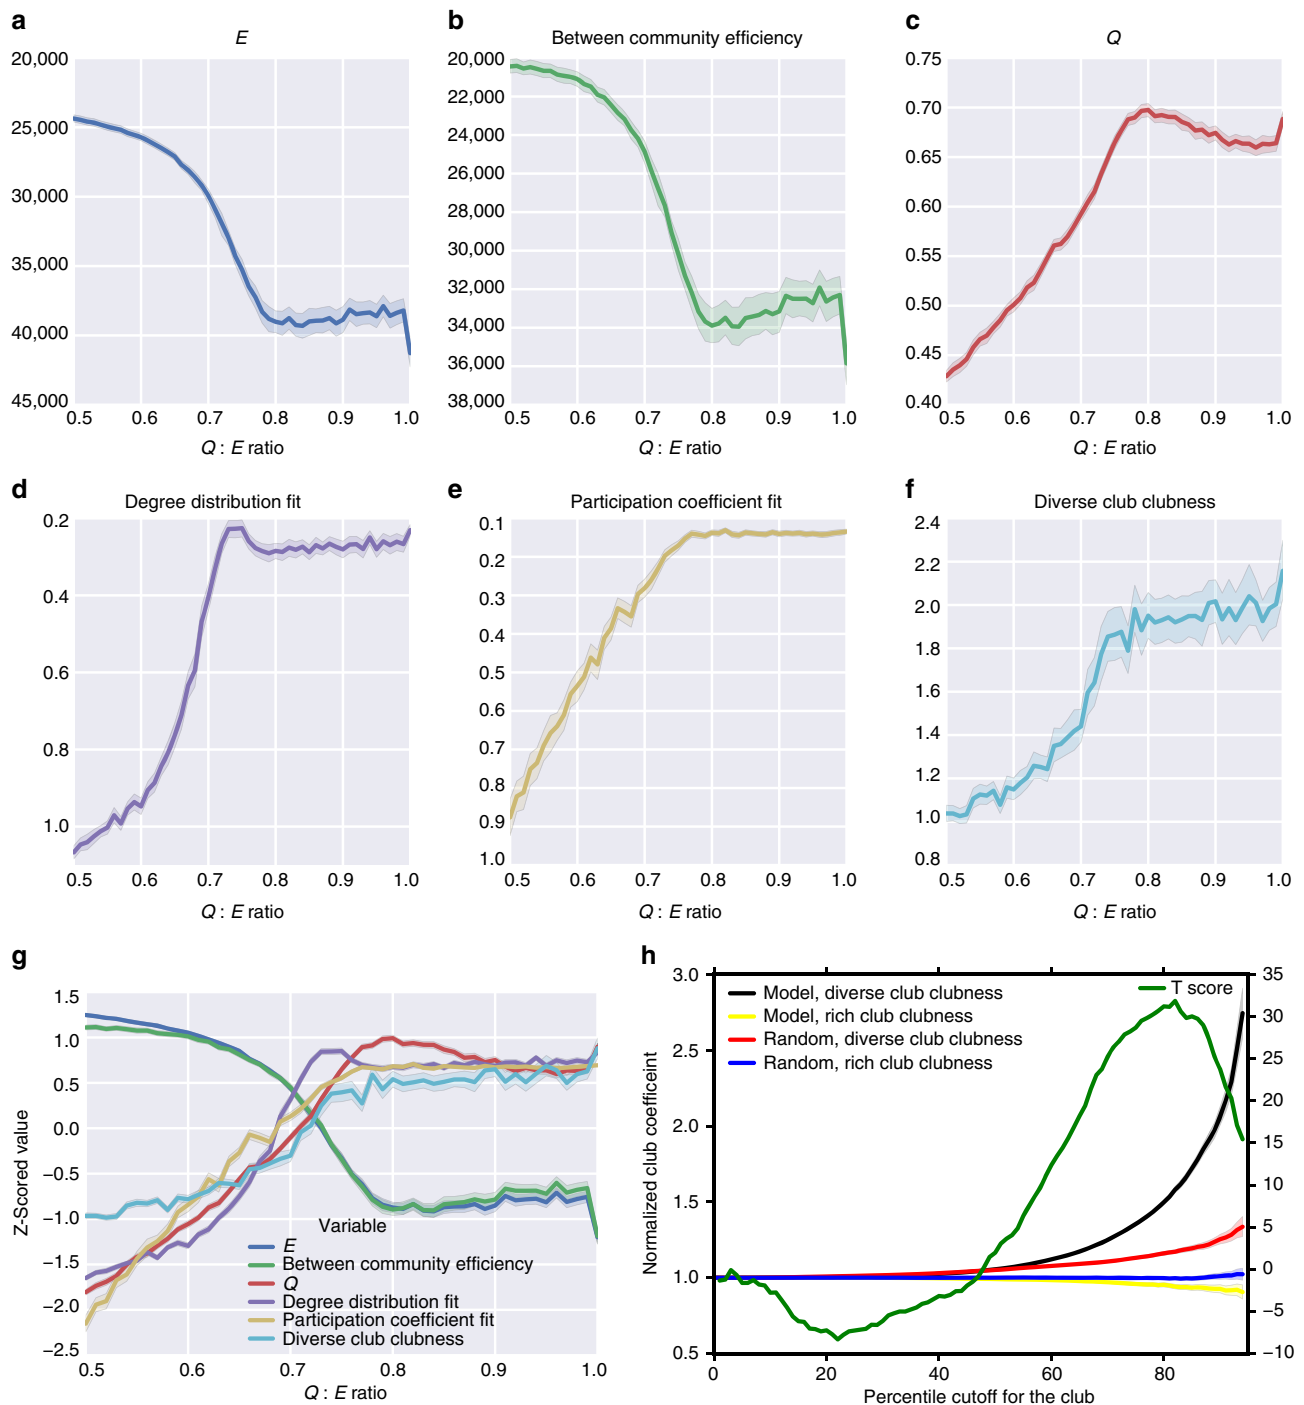 a
E
20,000
25,000
30,000
35,000
40,000
45,000
0.5 0.6 0.7 0.8 0.9 1.0
Q : E ratio
b
Between community efficiency
20,000
22,000
24,000
26,000
28,000
30,000
32,000
34,000
36,000
38,000
0.5 0.6 0.7 0.8 0.9 1.0
Q : E ratio
c
Q
0.75
0.70
0.65
0.60
0.55
0.50
0.45
0.40
0.5 0.6 0.7 0.8 0.9 1.0
Q : E ratio
d
Degree distribution fit
0.2
0.4
0.6
0.8
1.0
0.5 0.6 0.7 0.8 0.9 1.0
Q : E ratio
e
Participation coefficient fit
0.1
0.2
0.3
0.4
0.5
0.6
0.7
0.8
0.9
1.0
0.5 0.6 0.7 0.8 0.9 1.0
Q : E ratio
f
Diverse club clubness
2.4
2.2
2.0
1.8
1.6
1.4
1.2
1.0
0.8
0.5 0.6 0.7 0.8 0.9 1.0
Q : E ratio
g
Z-Scored value
1.5
1.0
0.5
0.0
−0.5
−1.0
−1.5
−2.0
−2.5
Variable
E
Between community efficiency
Q
Degree distribution fit
Participation coefficient fit
Diverse club clubness
0.5 0.6 0.7 0.8 0.9 1.0
Q : E ratio
h
Normalized club coefficeint
3.0
2.5
2.0
1.5
1.0
0.5
Model, diverse club clubness
Model, rich club clubness
Random, diverse club clubness
Random, rich club clubness
T score
35
30
25
20
15
10
5
0
−5
−10
0 20 40 60 80
Percentile cutoff for the club